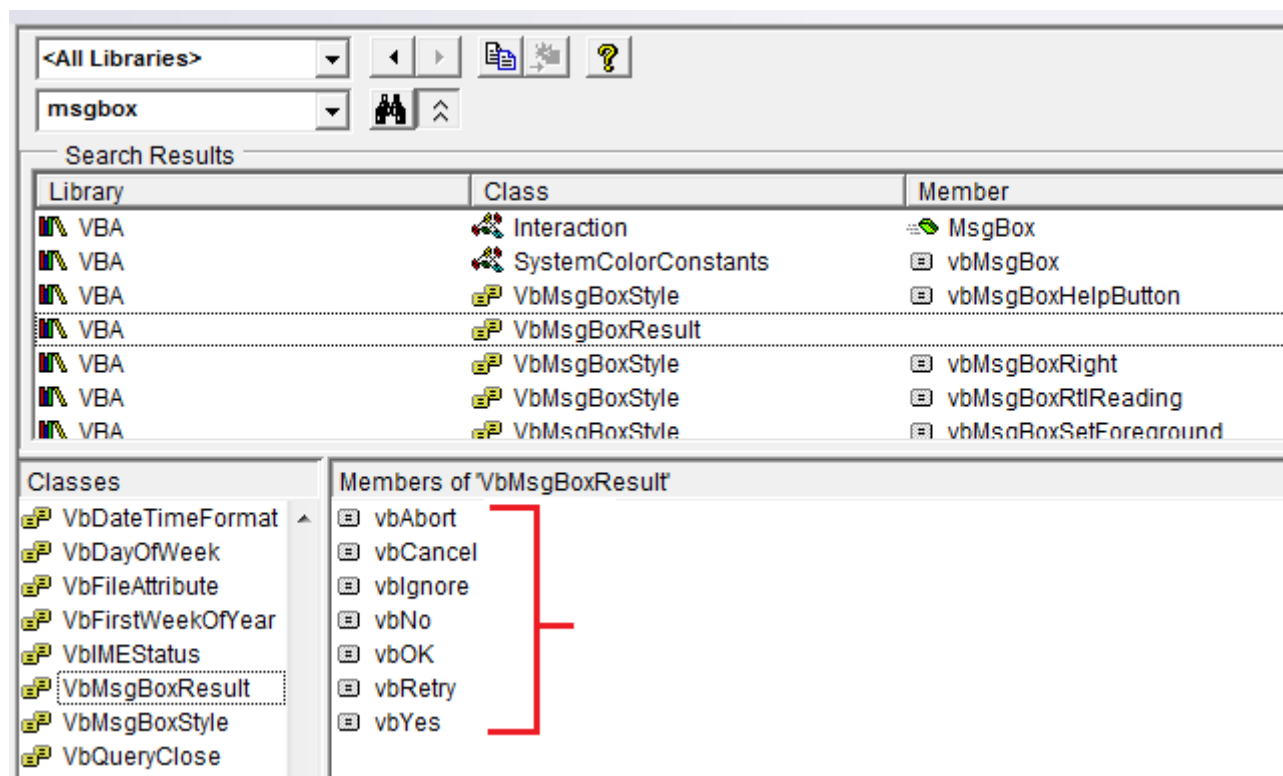 <All Libraries>
msgbox
Search Results
Library Class Member
VBA Interaction MsgBox
VBA SystemColorConstants vbMsgBox
VBA VbMsgBoxStyle vbMsgBoxHelpButton
VBA VbMsgBoxResult
VBA VbMsgBoxStyle vbMsgBoxRight
VBA VbMsgBoxStyle vbMsgBoxRtlReading
VBA VbMsgBoxStyle vbMsgBoxSetForeground
Classes
VbDateTimeFormat
VbDayOfWeek
VbFileAttribute
VbFirstWeekOfYear
VbIMEStatus
VbMsgBoxResult
VbMsgBoxStyle
VbQueryClose
Members of 'VbMsgBoxResult'
vbAbort
vbCancel
vbIgnore
vbNo
vbOK
vbRetry
vbYes